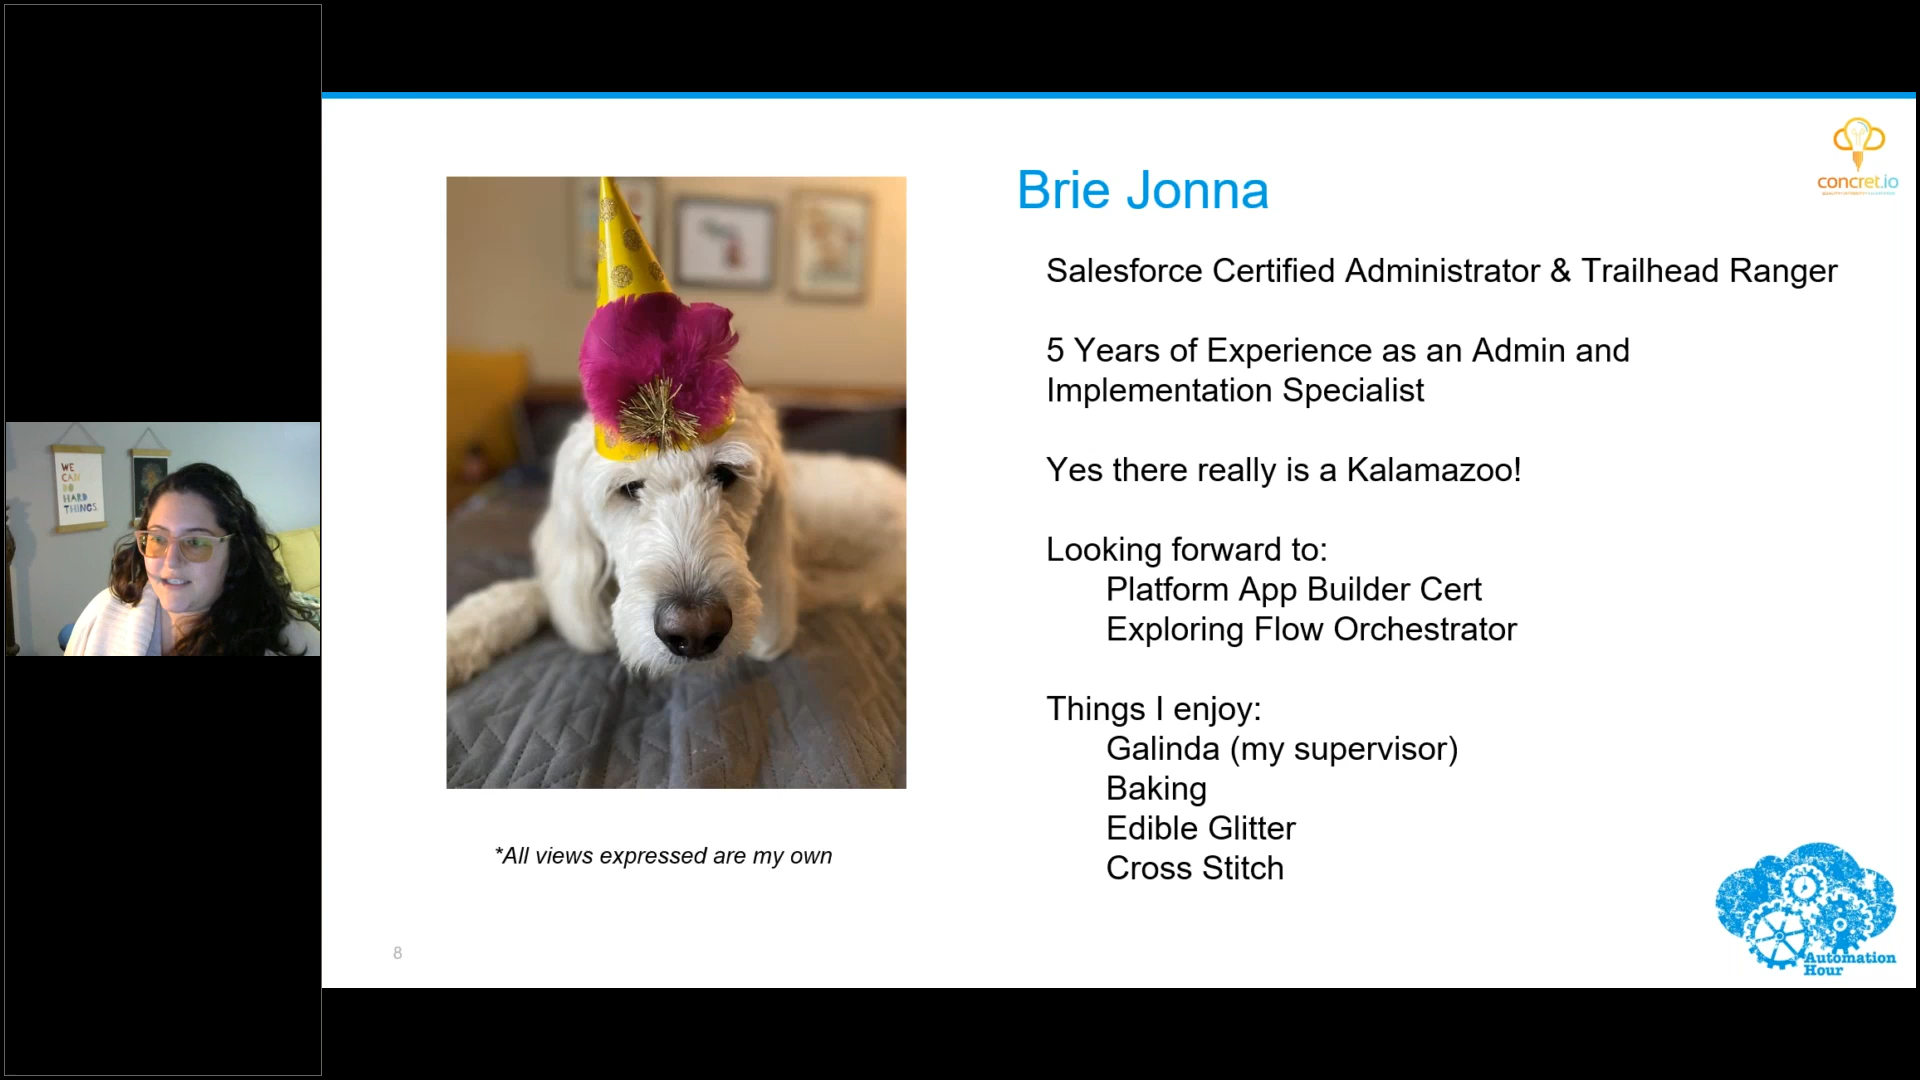 WE
CAN
DO
HARD
THINGS.
concret.io
Brie Jonna
Salesforce Certified Administrator & Trailhead Ranger
5 Years of Experience as an Admin and
Implementation Specialist
Yes there really is a Kalamazoo!
Looking forward to:
Platform App Builder Cert
Exploring Flow Orchestrator
Things I enjoy:
Galinda (my supervisor)
Baking
Edible Glitter
Cross Stitch
*All views expressed are my own
8
Automation
Hour